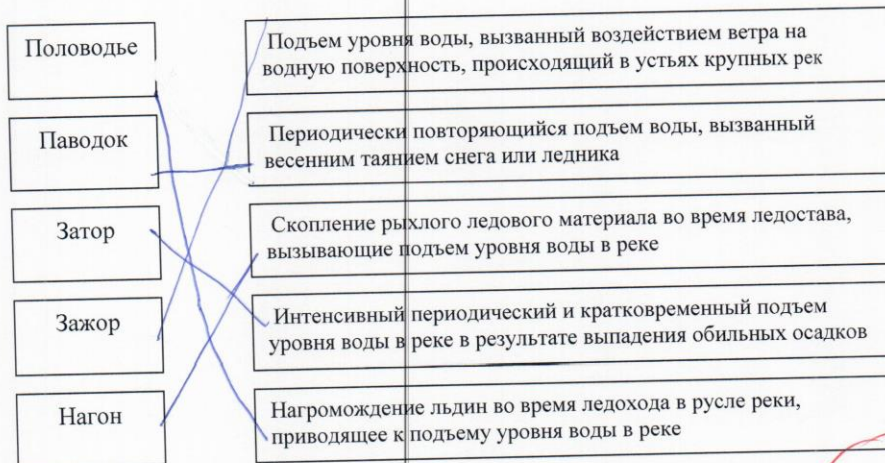 Половодье
Подъем уровня воды, вызванный воздействием ветра на
водную поверхность, происходящий в устьях крупных рек
Паводок
Периодически повторяющийся подъем воды, вызванный
весенним таянием снега или ледника
Затор
Скопление рыхлого ледового материала во время ледостава,
вызывающие подъем уровня воды в реке
Зажор
Интенсивный периодический и кратковременный подъем
уровня воды в реке в результате выпадения обильных осадков
Нагон
Нагромождение льдин во время ледохода в русле реки,
приводящее к подъему уровня воды в реке